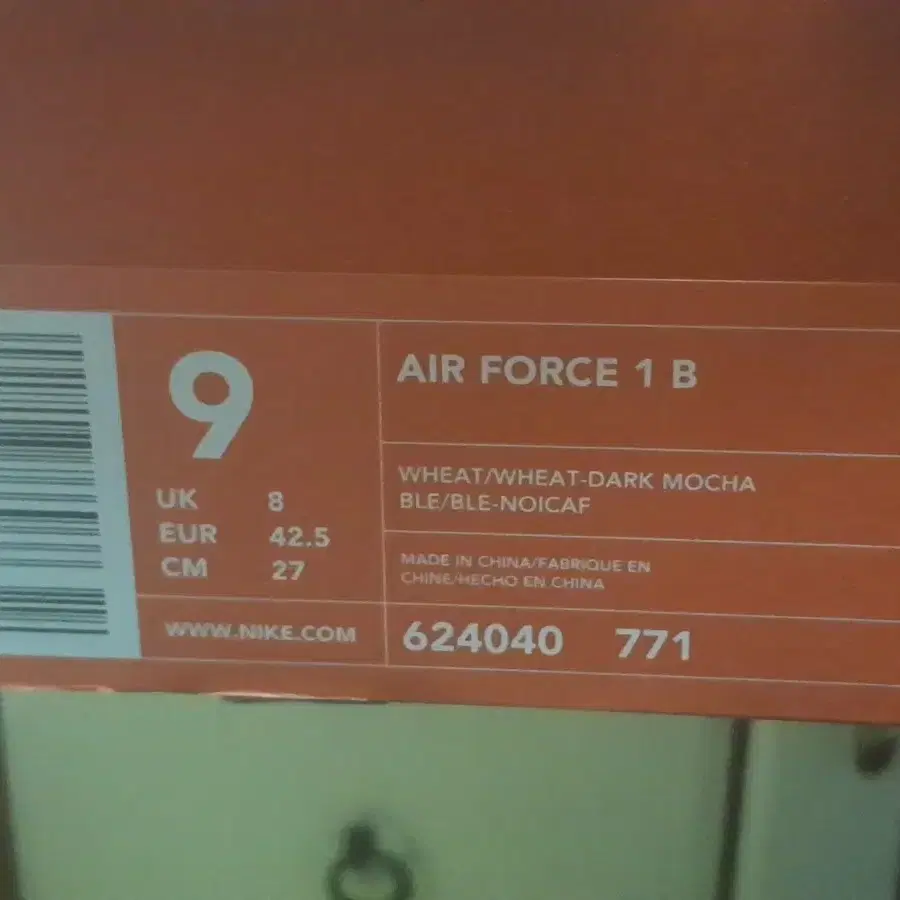 9
UK 8
EUR 42.5
CM 27
WWW.NIKE.COM
AIR FORCE 1 B
WHEAT/WHEAT-DARK MOCHA
BLE/BLE-NOICAF
MADE IN CHINA/FABRIQUE EN
CHINE/HECHO EN CHINA
624040 771